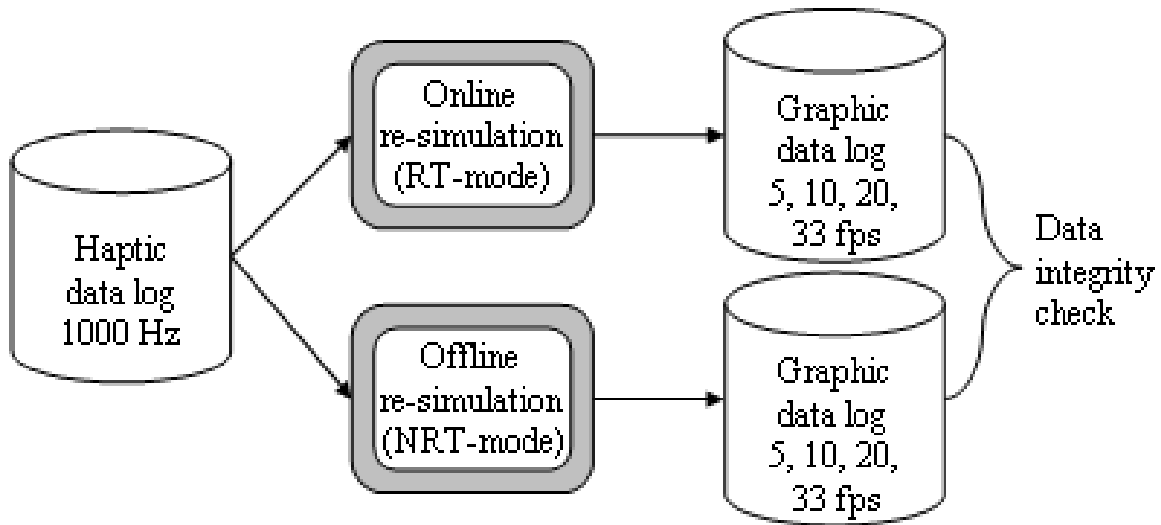 Haptic
data log
1000 Hz
Online
re-simulation
(RT-mode)
Graphic
data log
5, 10, 20,
33 fps
Offline
re-simulation
(NRT-mode)
Graphic
data log
5, 10, 20,
33 fps
Data
integrity
check